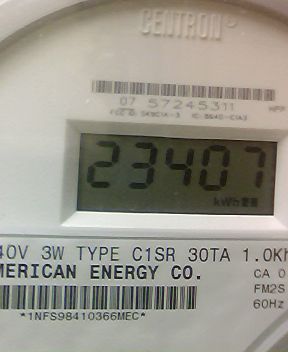 CENTRON
07 57245311
23407
kWh
40V 3W TYPE C1SR 30TA 1.0Kh
MERICAN ENERGY CO.
CA 0
FM2S
60Hz
*1NFS98410366MEC*